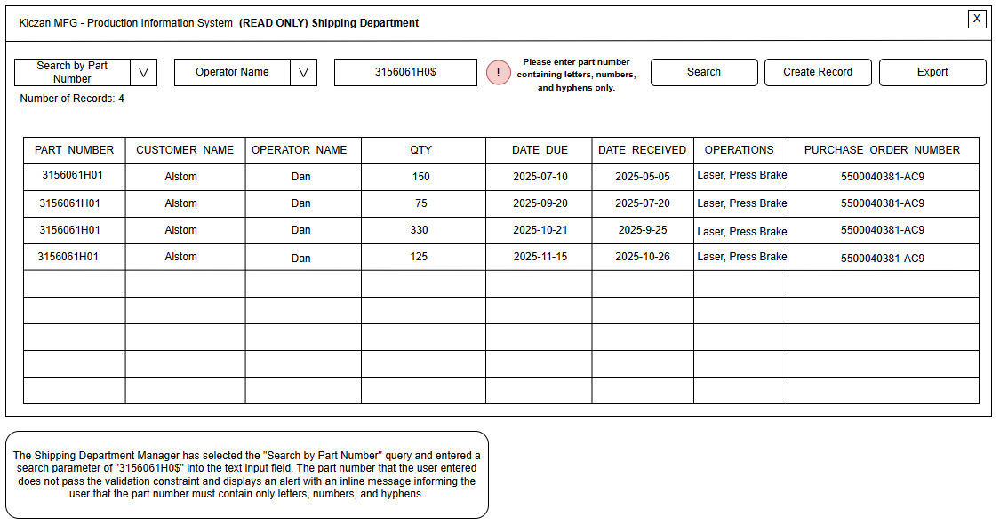 Kiczan MFG - Production Information System (READ ONLY) Shipping Department
X
Search by Part
Number
▽
Operator Name
▽
3156061H0$
!
Please enter part number
containing letters, numbers,
and hyphens only.
Search
Create Record
Export
Number of Records: 4
PART_NUMBER CUSTOMER_NAME OPERATOR_NAME QTY DATE_DUE DATE_RECEIVED OPERATIONS PURCHASE_ORDER_NUMBER
3156061H01 Alstom Dan 150 2025-07-10 2025-05-05 Laser, Press Brake 5500040381-AC9
3156061H01 Alstom Dan 75 2025-09-20 2025-07-20 Laser, Press Brake 5500040381-AC9
3156061H01 Alstom Dan 330 2025-10-21 2025-9-25 Laser, Press Brake 5500040381-AC9
3156061H01 Alstom Dan 125 2025-11-15 2025-10-26 Laser, Press Brake 5500040381-AC9
The Shipping Department Manager has selected the "Search by Part Number" query and entered a
search parameter of "3156061H0$" into the text input field. The part number that the user entered
does not pass the validation constraint and displays an alert with an inline message informing the
user that the part number must contain only letters, numbers, and hyphens.